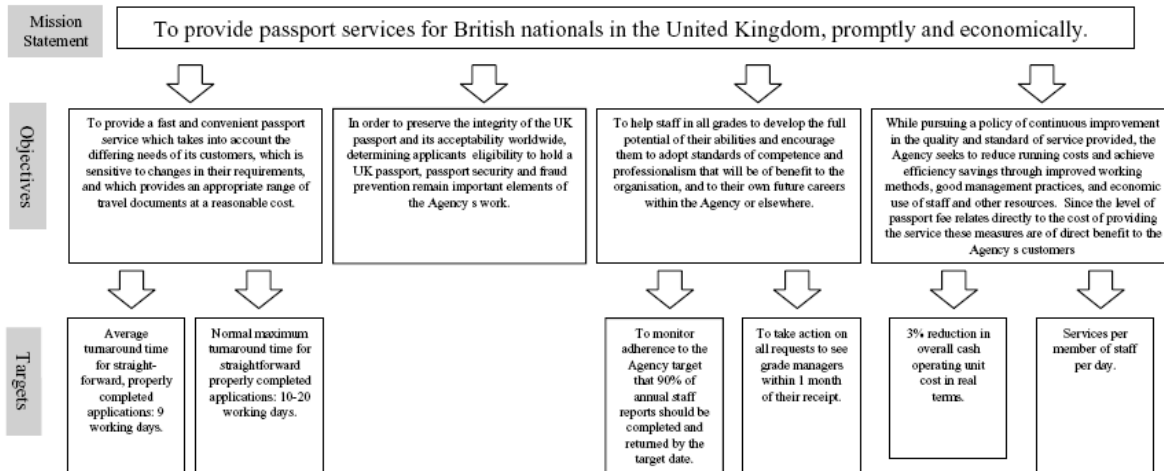 Mission
Statement
To provide passport services for British nationals in the United Kingdom, promptly and economically.
Objectives
To provide a fast and convenient passport
service which takes into account the
differing needs of its customers, which is
sensitive to changes in their requirements,
and which provides an appropriate range of
travel documents at a reasonable cost.
In order to preserve the integrity of the UK
passport and its acceptability worldwide,
determining applicants eligibility to hold a
UK passport, passport security and fraud
prevention remain important elements of
the Agency s work.
To help staff in all grades to develop the full
potential of their abilities and encourage
them to adopt standards of competence and
professionalism that will be of benefit to the
organisation, and to their own future careers
within the Agency or elsewhere.
While pursuing a policy of continuous improvement
in the quality and standard of service provided, the
Agency seeks to reduce running costs and achieve
efficiency savings through improved working
methods, good management practices, and economic
use of staff and other resources. Since the level of
passport fee relates directly to the cost of providing
the service these measures are of direct benefit to the
Agency s customers
Targets
Average
turnaround time
for straight-
forward, properly
completed
applications: 9
working days.
Normal maximum
turnaround time for
straightforward
properly completed
applications: 10-20
working days.
To monitor
adherence to the
Agency target
that 90% of
annual staff
reports should be
completed and
returned by the
target date.
To take action on
all requests to see
grade managers
within 1 month
of their receipt.
3% reduction in
overall cash
operating unit
cost in real
terms.
Services per
member of staff
per day.